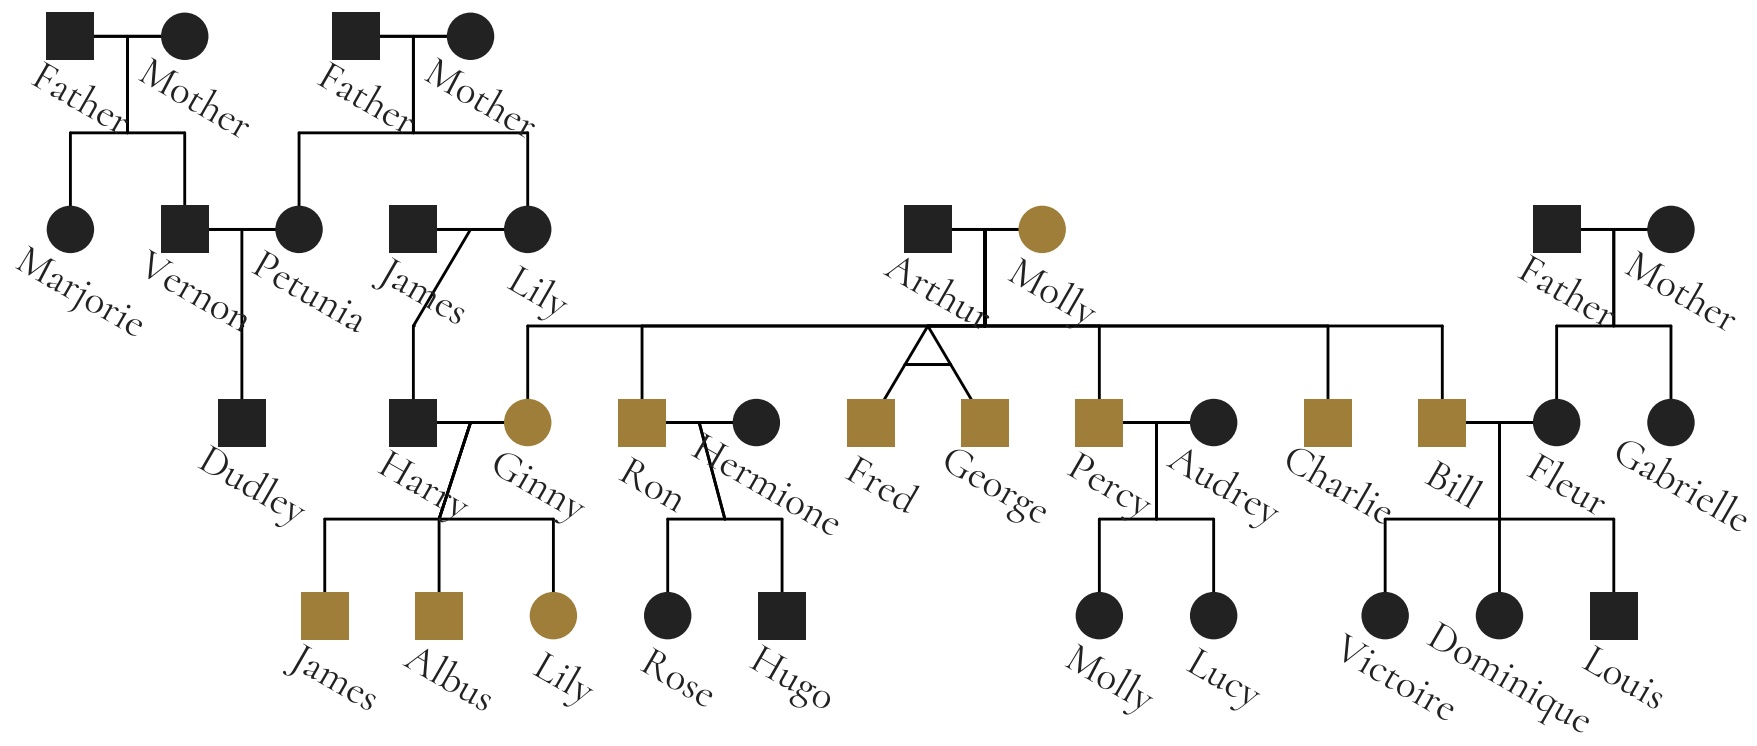 Father
Mother
Father
Mother
Marjorie
Vernon
Petunia
James
Lily
Arthur
Molly
Father
Mother
Dudley
Harry
Ginny
Ron
Hermione
Fred
George
Percy
Audrey
Charlie
Bill
Fleur
Gabrielle
James
Albus
Lily
Rose
Hugo
Molly
Lucy
Victoire
Dominique
Louis